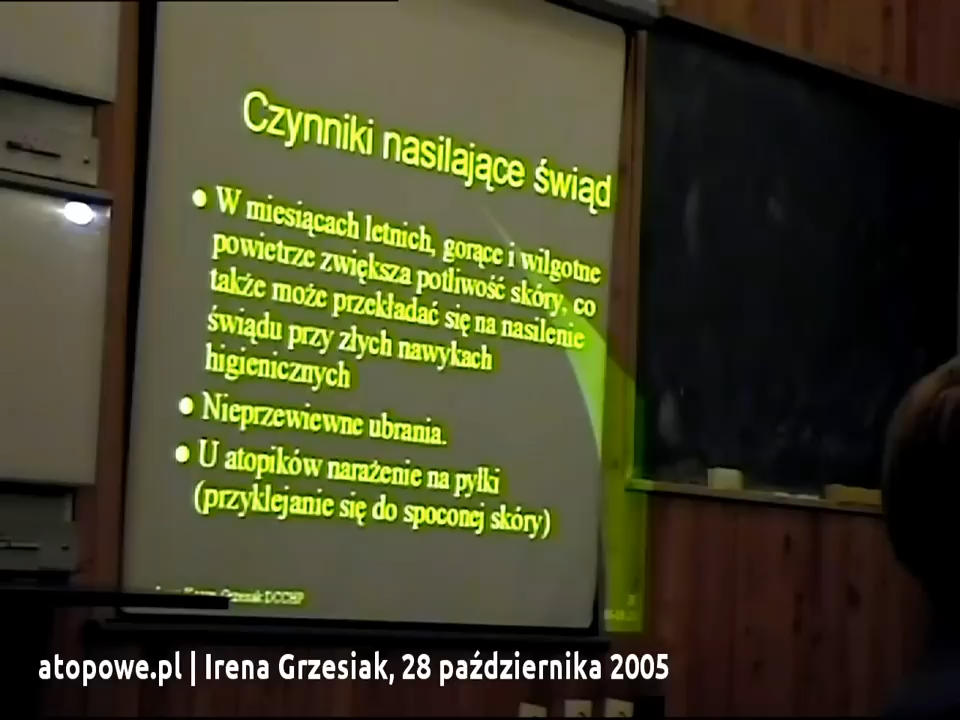 Czynniki nasilające świąd
• W miesiącach letnich, gorące i wilgotne
powietrze zwiększa potliwość skóry, co
także może przekładać się na nasilenie
świądu przy złych nawykach
higienicznych
• Nieprzewiewne ubrania.
• U atopików narażenie na pyłki
(przyklejanie się do spoconej skóry)
Grzesiak DCCHP
atopowe.pl | Irena Grzesiak, 28 października 2005